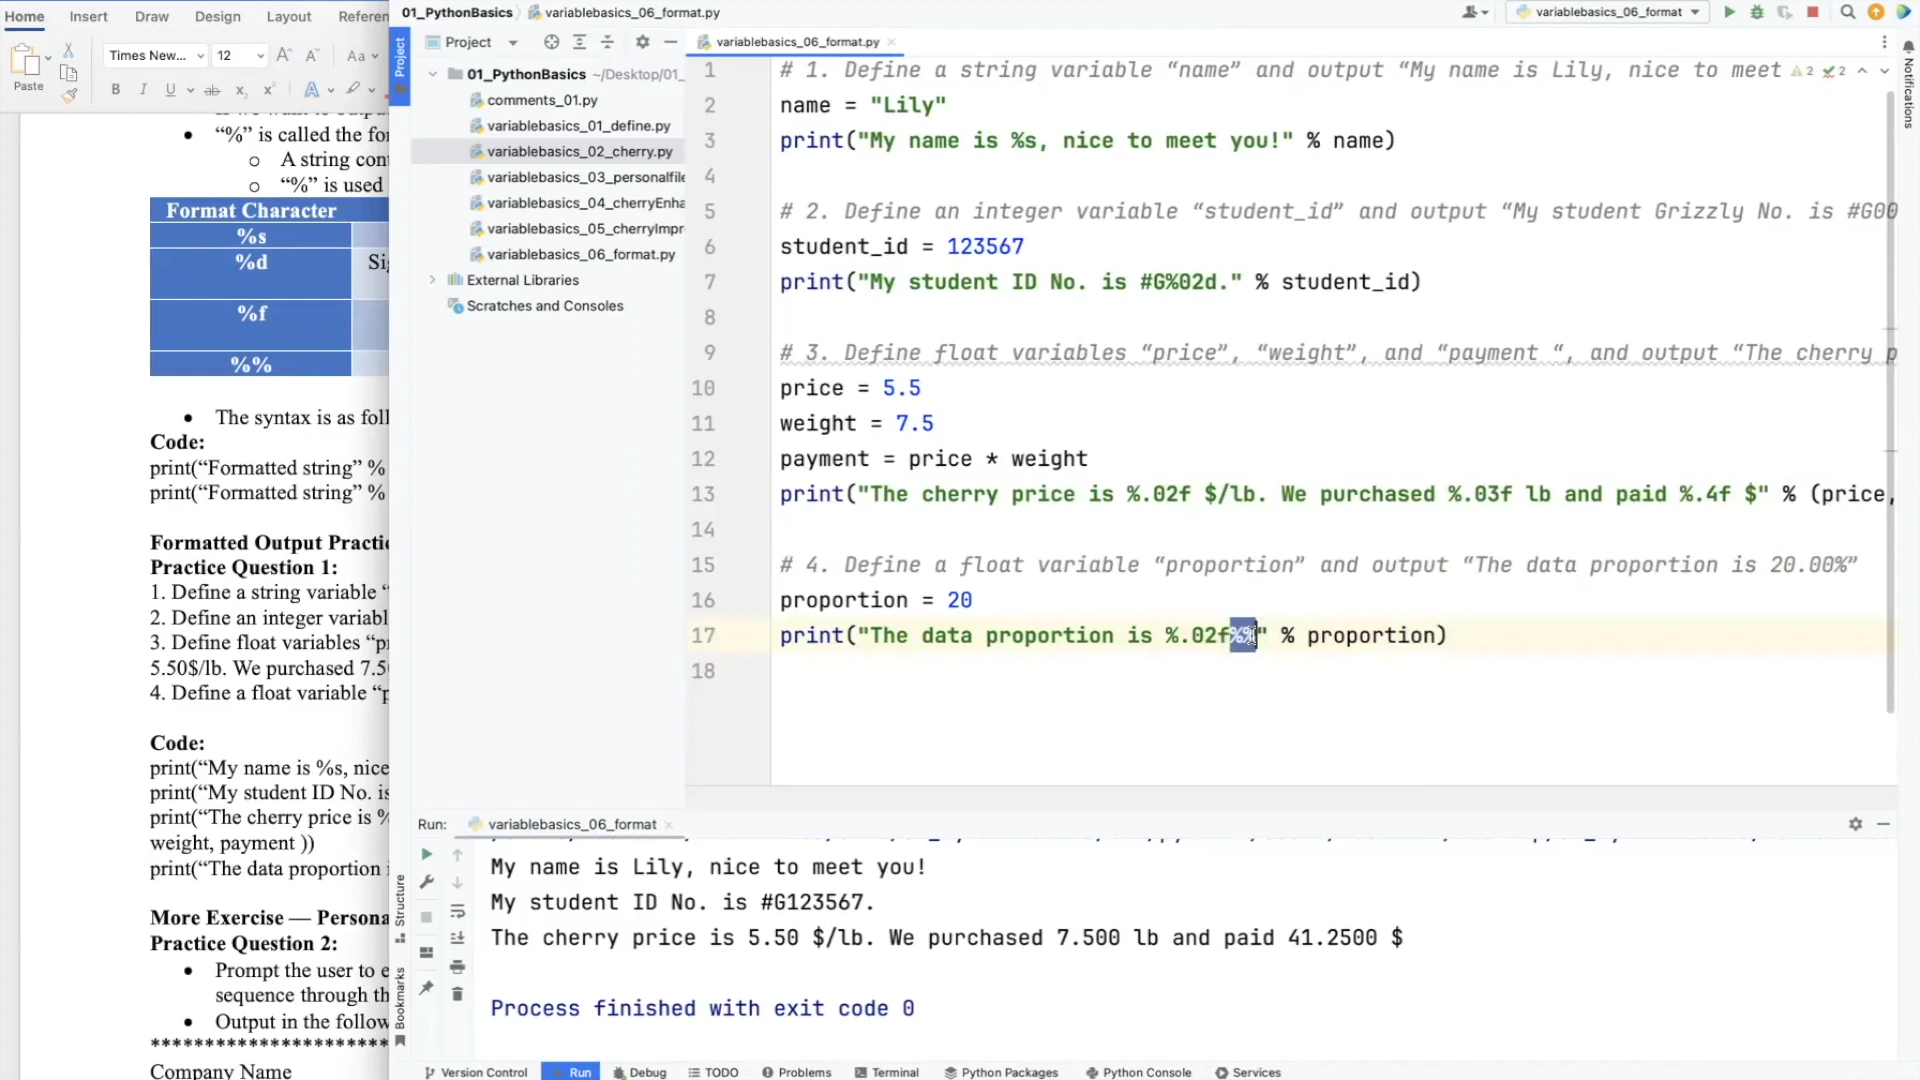 Home Insert Draw Design Layout Referen
Paste
Times New... 12
Aa
B I U ab x₂ x² A
• “%” is called the for
o A string cont
o “%” is used
Format Character
%s
%d Sig
%f
%%
• The syntax is as foll
Code:
print(“Formatted string” %
print(“Formatted string” %
Formatted Output Practic
Practice Question 1:
1. Define a string variable “
2. Define an integer variabl
3. Define float variables “pr
5.50$/lb. We purchased 7.5
4. Define a float variable “p
Code:
print(“My name is %s, nice
print(“My student ID No. is
print(“The cherry price is %
weight, payment ))
print(“The data proportion i
More Exercise — Persona
Practice Question 2:
• Prompt the user to e
sequence through th
• Output in the follow
Company Name
01_PythonBasics variablebasics_06_format.py
variablebasics_06_format
Project
Project
01_PythonBasics ~/Desktop/01_
comments_01.py
variablebasics_01_define.py
variablebasics_02_cherry.py
variablebasics_03_personalfile
variablebasics_04_cherryEnha
variablebasics_05_cherryImpr
variablebasics_06_format.py
External Libraries
Scratches and Consoles
variablebasics_06_format.py
Notifications
2 2
1 # 1. Define a string variable “name” and output “My name is Lily, nice to meet
2 name = "Lily"
3 print("My name is %s, nice to meet you!" % name)
4
5 # 2. Define an integer variable “student_id” and output “My student Grizzly No. is #G00
6 student_id = 123567
7 print("My student ID No. is #G%02d." % student_id)
8
9 # 3. Define float variables “price”, “weight”, and “payment “, and output “The cherry p
10 price = 5.5
11 weight = 7.5
12 payment = price * weight
13 print("The cherry price is %.02f $/lb. We purchased %.03f lb and paid %.4f $" % (price,
14
15 # 4. Define a float variable “proportion” and output “The data proportion is 20.00%”
16 proportion = 20
17 print("The data proportion is %.02f%%" % proportion)
18
Run: variablebasics_06_format
Structure
Bookmarks
My name is Lily, nice to meet you!
My student ID No. is #G123567.
The cherry price is 5.50 $/lb. We purchased 7.500 lb and paid 41.2500 $
Process finished with exit code 0
Version Control Run Debug TODO Problems Terminal Python Packages Python Console Services